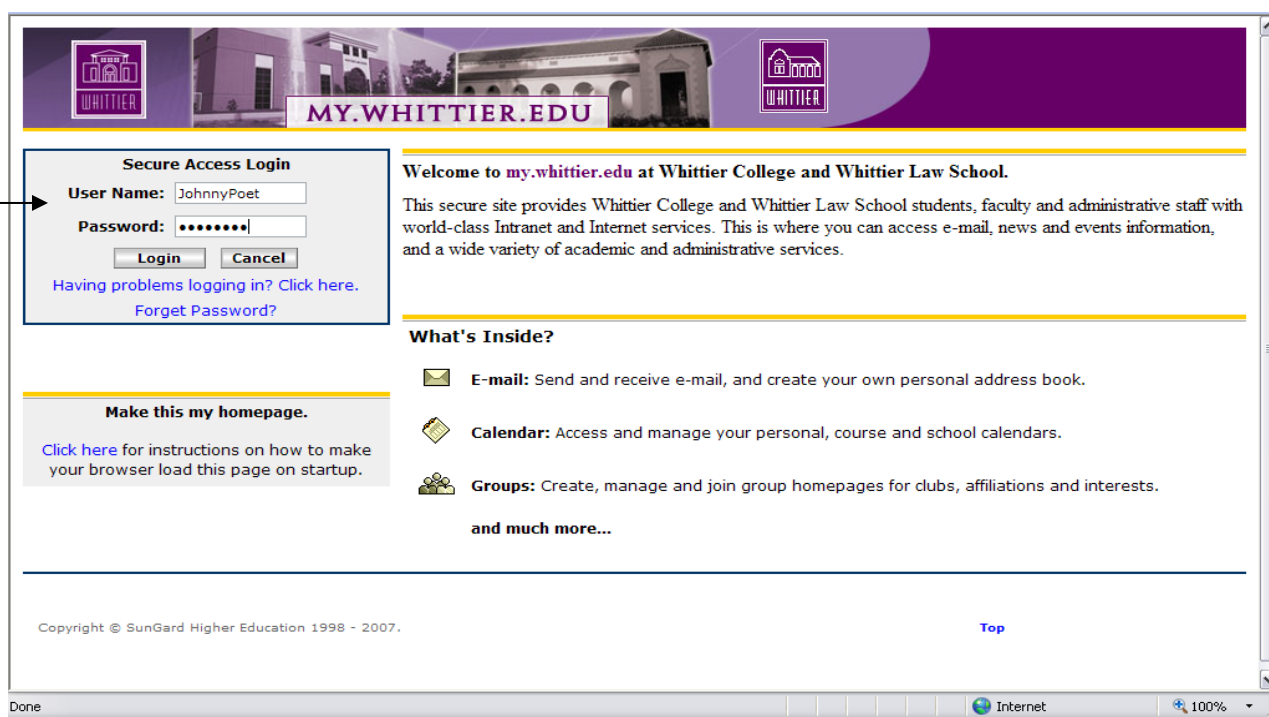 WHITTIER
MY.WHITTIER.EDU
WHITTIER
Secure Access Login
User Name: JohnnyPoet
Password: ••••••••
Login Cancel
Having problems logging in? Click here.
Forget Password?
Make this my homepage.
Click here for instructions on how to make
your browser load this page on startup.
Welcome to my.whittier.edu at Whittier College and Whittier Law School.
This secure site provides Whittier College and Whittier Law School students, faculty and administrative staff with
world-class Intranet and Internet services. This is where you can access e-mail, news and events information,
and a wide variety of academic and administrative services.
What's Inside?
E-mail: Send and receive e-mail, and create your own personal address book.
Calendar: Access and manage your personal, course and school calendars.
Groups: Create, manage and join group homepages for clubs, affiliations and interests.
and much more...
Copyright © SunGard Higher Education 1998 - 2007.
Top
Done
Internet
100%